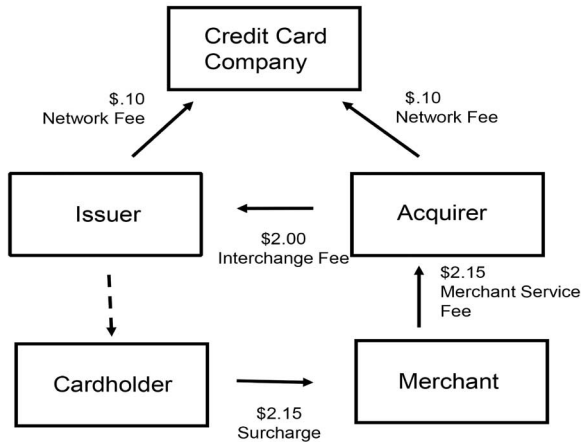 Credit Card
Company
$.10
Network Fee
$.10
Network Fee
Issuer
Acquirer
$2.00
Interchange Fee
$2.15
Merchant Service
Fee
Cardholder
Merchant
$2.15
Surcharge